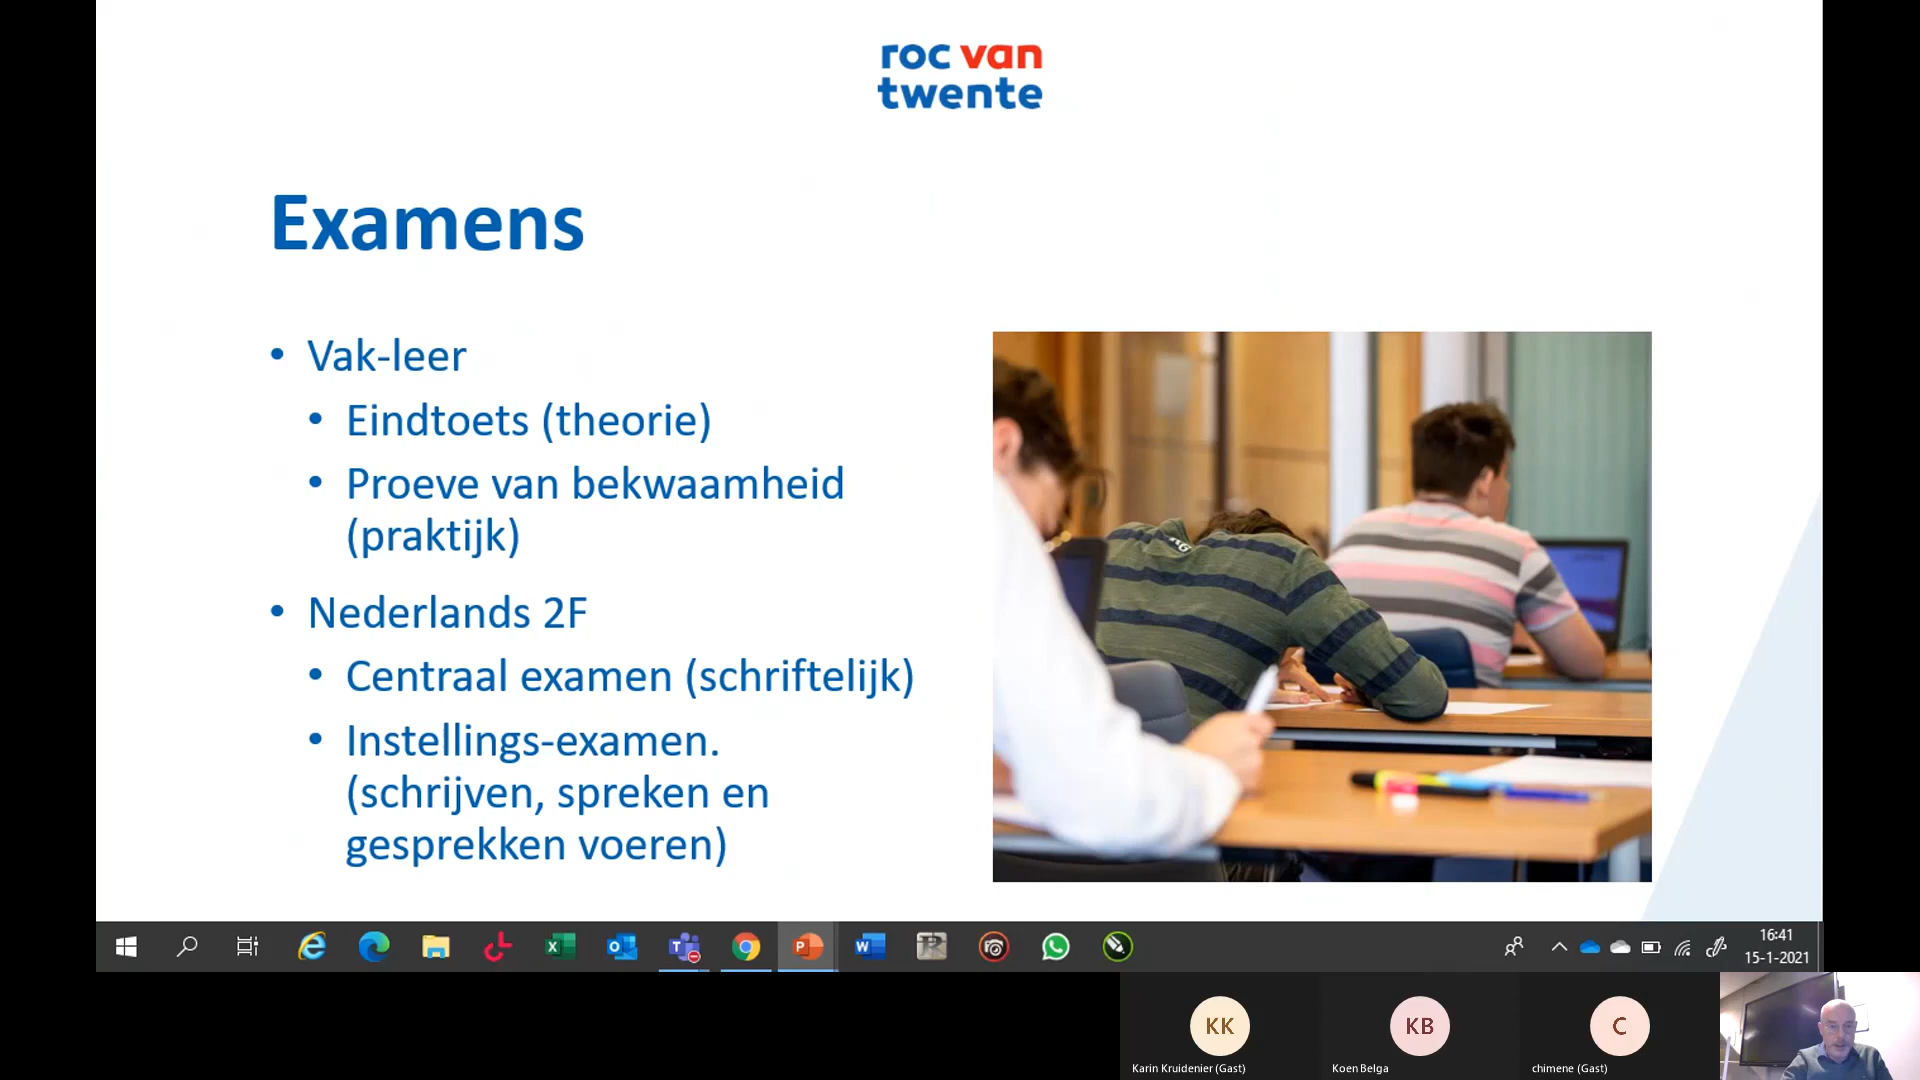 roc van
twente
Examens
• Vak-leer
• Eindtoets (theorie)
• Proeve van bekwaamheid
(praktijk)
• Nederlands 2F
• Centraal examen (schriftelijk)
• Instellings-examen.
(schrijven, spreken en
gesprekken voeren)
16:41
15-1-2021
KK
KB
C
Karin Kruidenier (Gast)
Koen Belga
chimene (Gast)